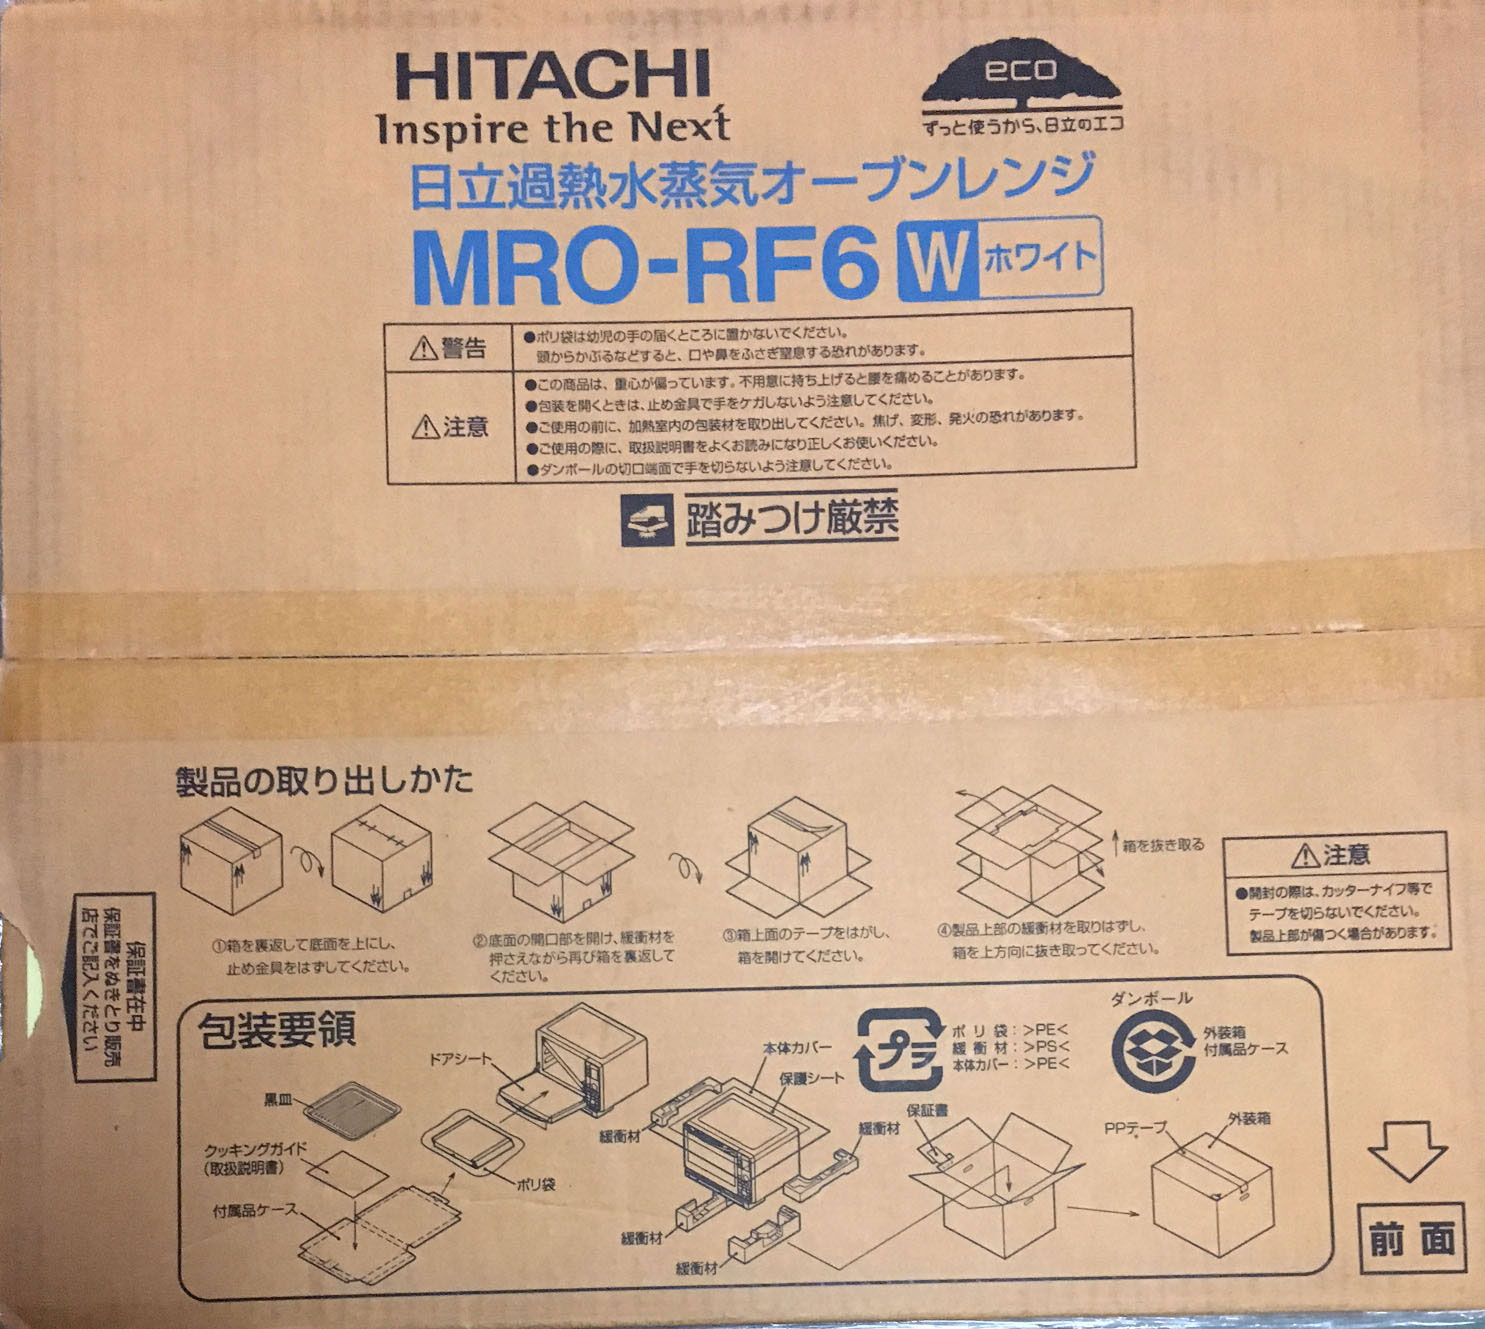 HITACHI
Inspire the Next
eco
ずっと使うから、日立のエコ
日立過熱水蒸気オーブンレンジ
MRO-RF6 W ホワイト
警告
●ポリ袋は幼児の手の届くところに置かないでください。
頭からかぶるなどすると、口や鼻をふさぎ窒息する恐れがあります。
注意
●この商品は、重心が偏っています。不用意に持ち上げると腰を痛めることがあります。
●包装を開くときは、止め金具で手をケガしないよう注意してください。
●ご使用の前に、加熱室内の包装材を取り出してください。焦げ、変形、発火の恐れがあります。
●ご使用の際に、取扱説明書をよくお読みになり正しくお使いください。
●ダンボールの切口端面で手を切らないよう注意してください。
踏みつけ厳禁
製品の取り出しかた
①箱を裏返して底面を上にし、
止め金具をはずしてください。
②底面の開口部を開け、緩衝材を
押さえながら再び箱を裏返して
ください。
③箱上面のテープをはがし、
箱を開けてください。
箱を抜き取る
④製品上部の緩衝材を取りはずし、
箱を上方向に抜き取ってください。
注意
●開封の際は、カッターナイフ等で
テープを切らないでください。
製品上部が傷つく場合があります。
保証書在中
保証書をぬきとり販売
店でご記入ください
包装要領
黒皿
クッキングガイド
(取扱説明書)
付属品ケース
ドアシート
ポリ袋
本体カバー
保護シート
緩衝材
緩衝材
緩衝材
緩衝材
プラ
ポリ袋:>PE<
緩衝材:>PS<
本体カバー:>PE<
ダンボール
外装箱
付属品ケース
保証書
PPテープ
外装箱
前面